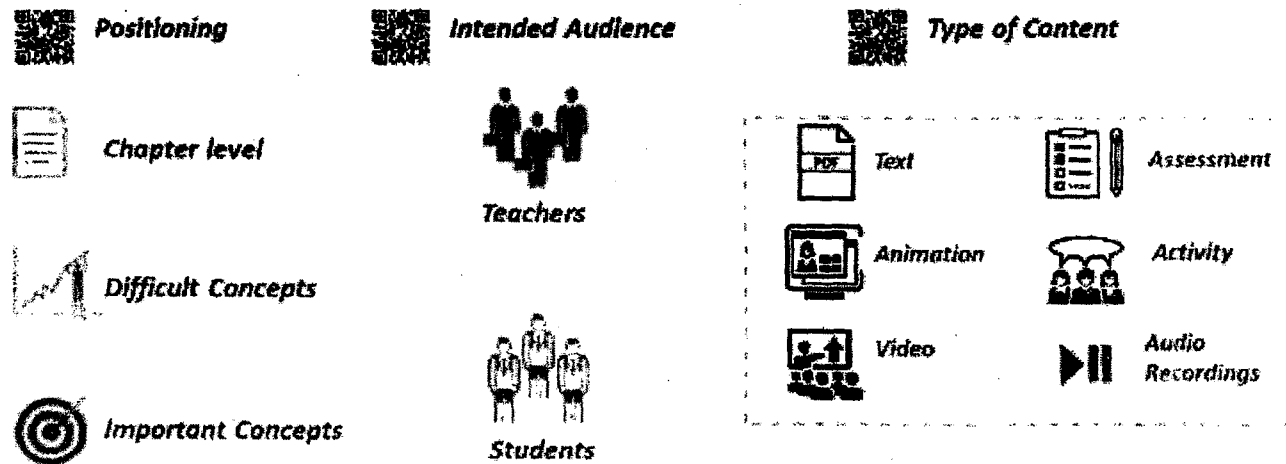 Positioning
Intended Audience
Type of Content
Chapter level
Difficult Concepts
Important Concepts
Teachers
Students
PDF
Text
Assessment
Animation
Activity
Video
Audio
Recordings